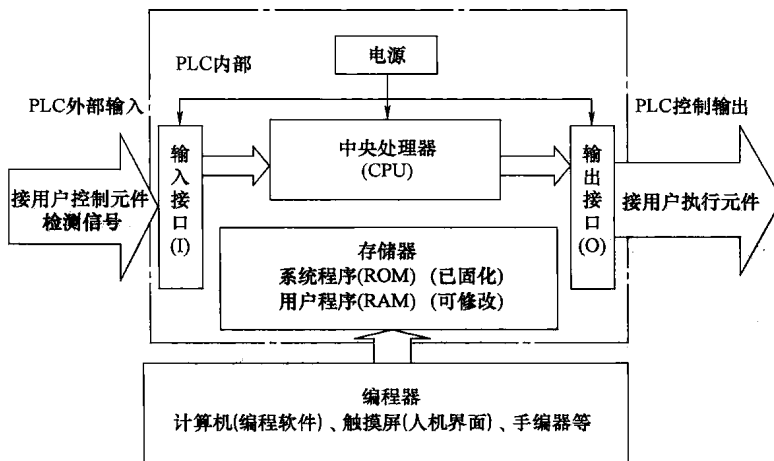 电源
PLC内部
PLC外部输入
PLC控制输出
输入接口(I)
中央处理器
(CPU)
输出接口(O)
接用户控制元件
检测信号
接用户执行元件
存储器
系统程序(ROM) (已固化)
用户程序(RAM) (可修改)
编程器
计算机(编程软件)、触摸屏(人机界面)、手编器等